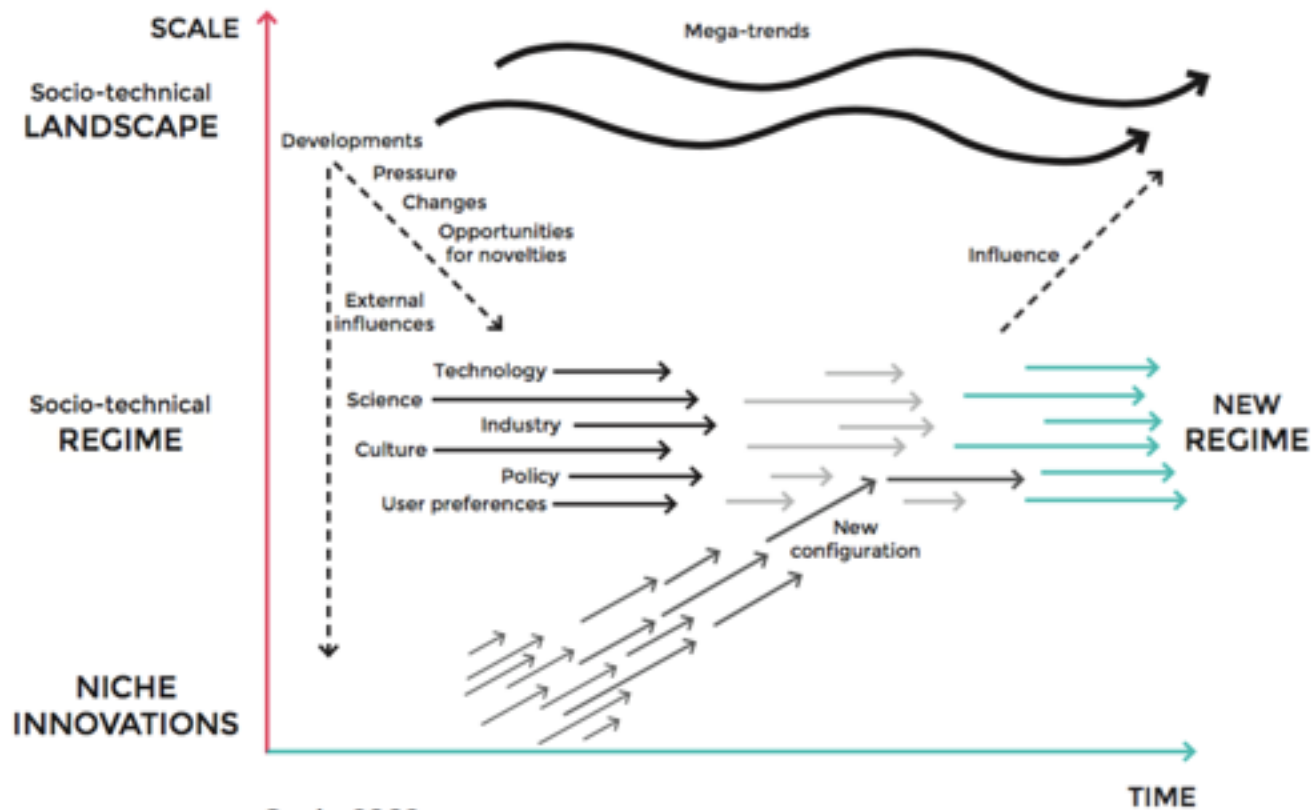 SCALE
Mega-trends
Socio-technical
LANDSCAPE
Developments
Pressure
Changes
Opportunities
for novelties
Influence
External
influences
Technology
Science
Industry
Culture
Policy
User preferences
Socio-technical
REGIME
NEW
REGIME
New
configuration
NICHE
INNOVATIONS
TIME